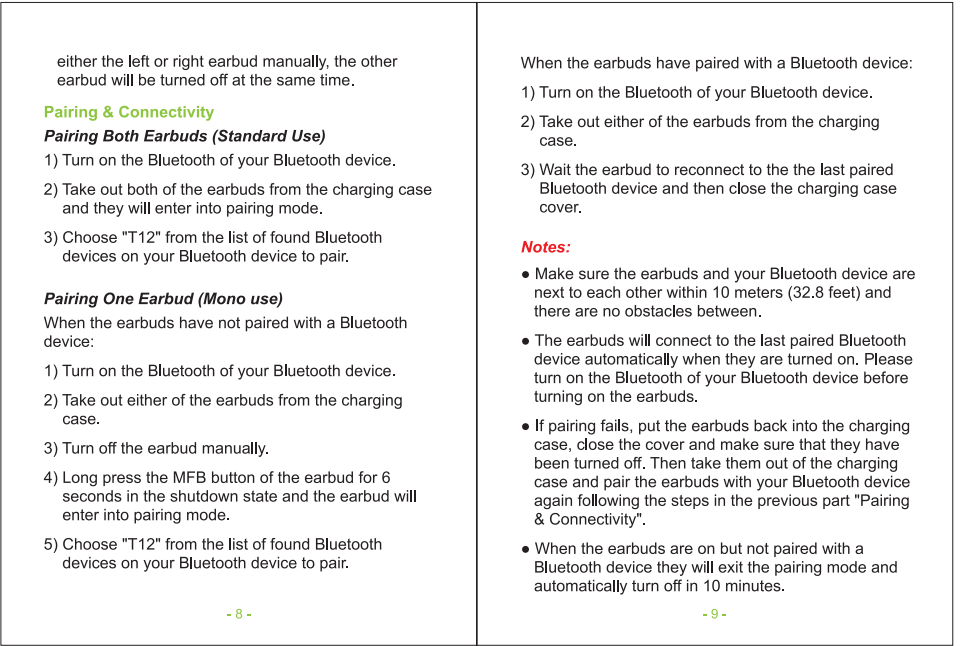 either the left or right earbud manually, the other
earbud will be turned off at the same time.
Pairing & Connectivity
Pairing Both Earbuds (Standard Use)
1) Turn on the Bluetooth of your Bluetooth device.
2) Take out both of the earbuds from the charging case
and they will enter into pairing mode.
3) Choose "T12" from the list of found Bluetooth
devices on your Bluetooth device to pair.
Pairing One Earbud (Mono use)
When the earbuds have not paired with a Bluetooth
device:
1) Turn on the Bluetooth of your Bluetooth device.
2) Take out either of the earbuds from the charging
case.
3) Turn off the earbud manually.
4) Long press the MFB button of the earbud for 6
seconds in the shutdown state and the earbud will
enter into pairing mode.
5) Choose "T12" from the list of found Bluetooth
devices on your Bluetooth device to pair.
- 8 -
When the earbuds have paired with a Bluetooth device:
1) Turn on the Bluetooth of your Bluetooth device.
2) Take out either of the earbuds from the charging
case.
3) Wait the earbud to reconnect to the the last paired
Bluetooth device and then close the charging case
cover.
Notes:
● Make sure the earbuds and your Bluetooth device are
next to each other within 10 meters (32.8 feet) and
there are no obstacles between.
● The earbuds will connect to the last paired Bluetooth
device automatically when they are turned on. Please
turn on the Bluetooth of your Bluetooth device before
turning on the earbuds.
● If pairing fails, put the earbuds back into the charging
case, close the cover and make sure that they have
been turned off. Then take them out of the charging
case and pair the earbuds with your Bluetooth device
again following the steps in the previous part "Pairing
& Connectivity".
● When the earbuds are on but not paired with a
Bluetooth device they will exit the pairing mode and
automatically turn off in 10 minutes.
- 9 -